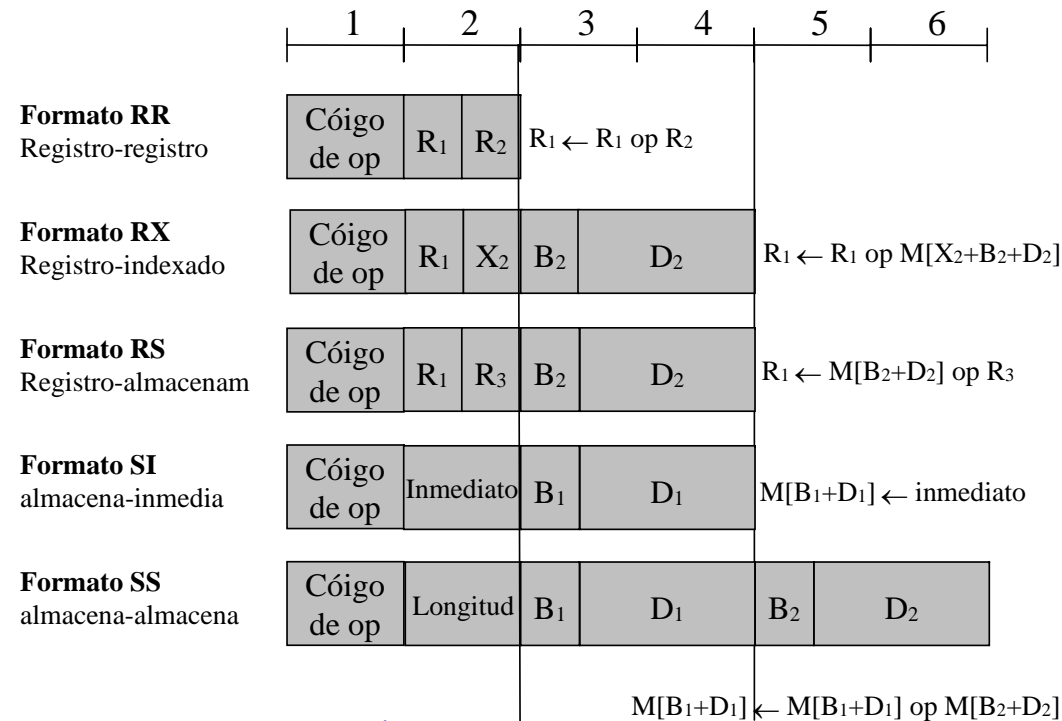 1 2 3 4 5 6
Formato RR
Registro-registro
Cóigo
de op
R1 R2
R1 ← R1 op R2
Formato RX
Registro-indexado
Cóigo
de op
R1 X2 B2 D2
R1 ← R1 op M[X2+B2+D2]
Formato RS
Registro-almacenam
Cóigo
de op
R1 R3 B2 D2
R1 ← M[B2+D2] op R3
Formato SI
almacena-inmedia
Cóigo
de op
Inmediato B1 D1
M[B1+D1] ← inmediato
Formato SS
almacena-almacena
Cóigo
de op
Longitud B1 D1 B2 D2
M[B1+D1] ← M[B1+D1] op M[B2+D2]